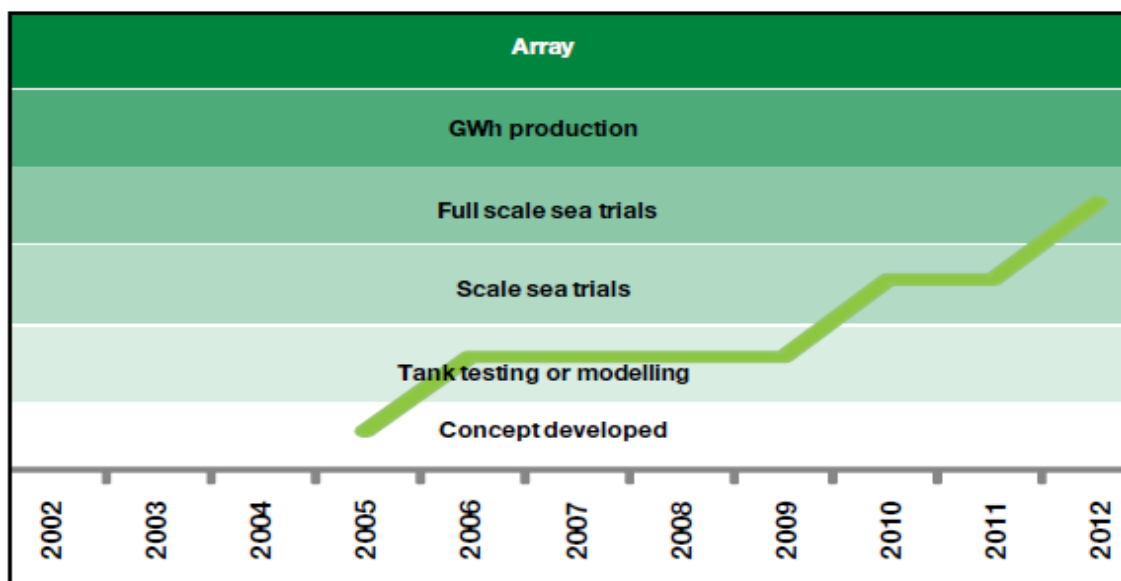 Array
GWh production
Full scale sea trials
Scale sea trials
Tank testing or modelling
Concept developed
2002
2003
2004
2005
2006
2007
2008
2009
2010
2011
2012